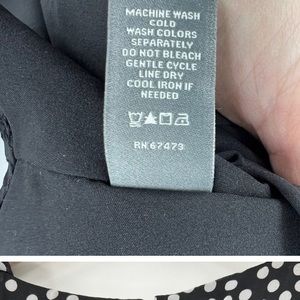 MACHINE WASH
COLD
WASH COLORS
SEPARATELY
DO NOT BLEACH
GENTLE CYCLE
LINE DRY
COOL IRON IF
NEEDED
RN 67473